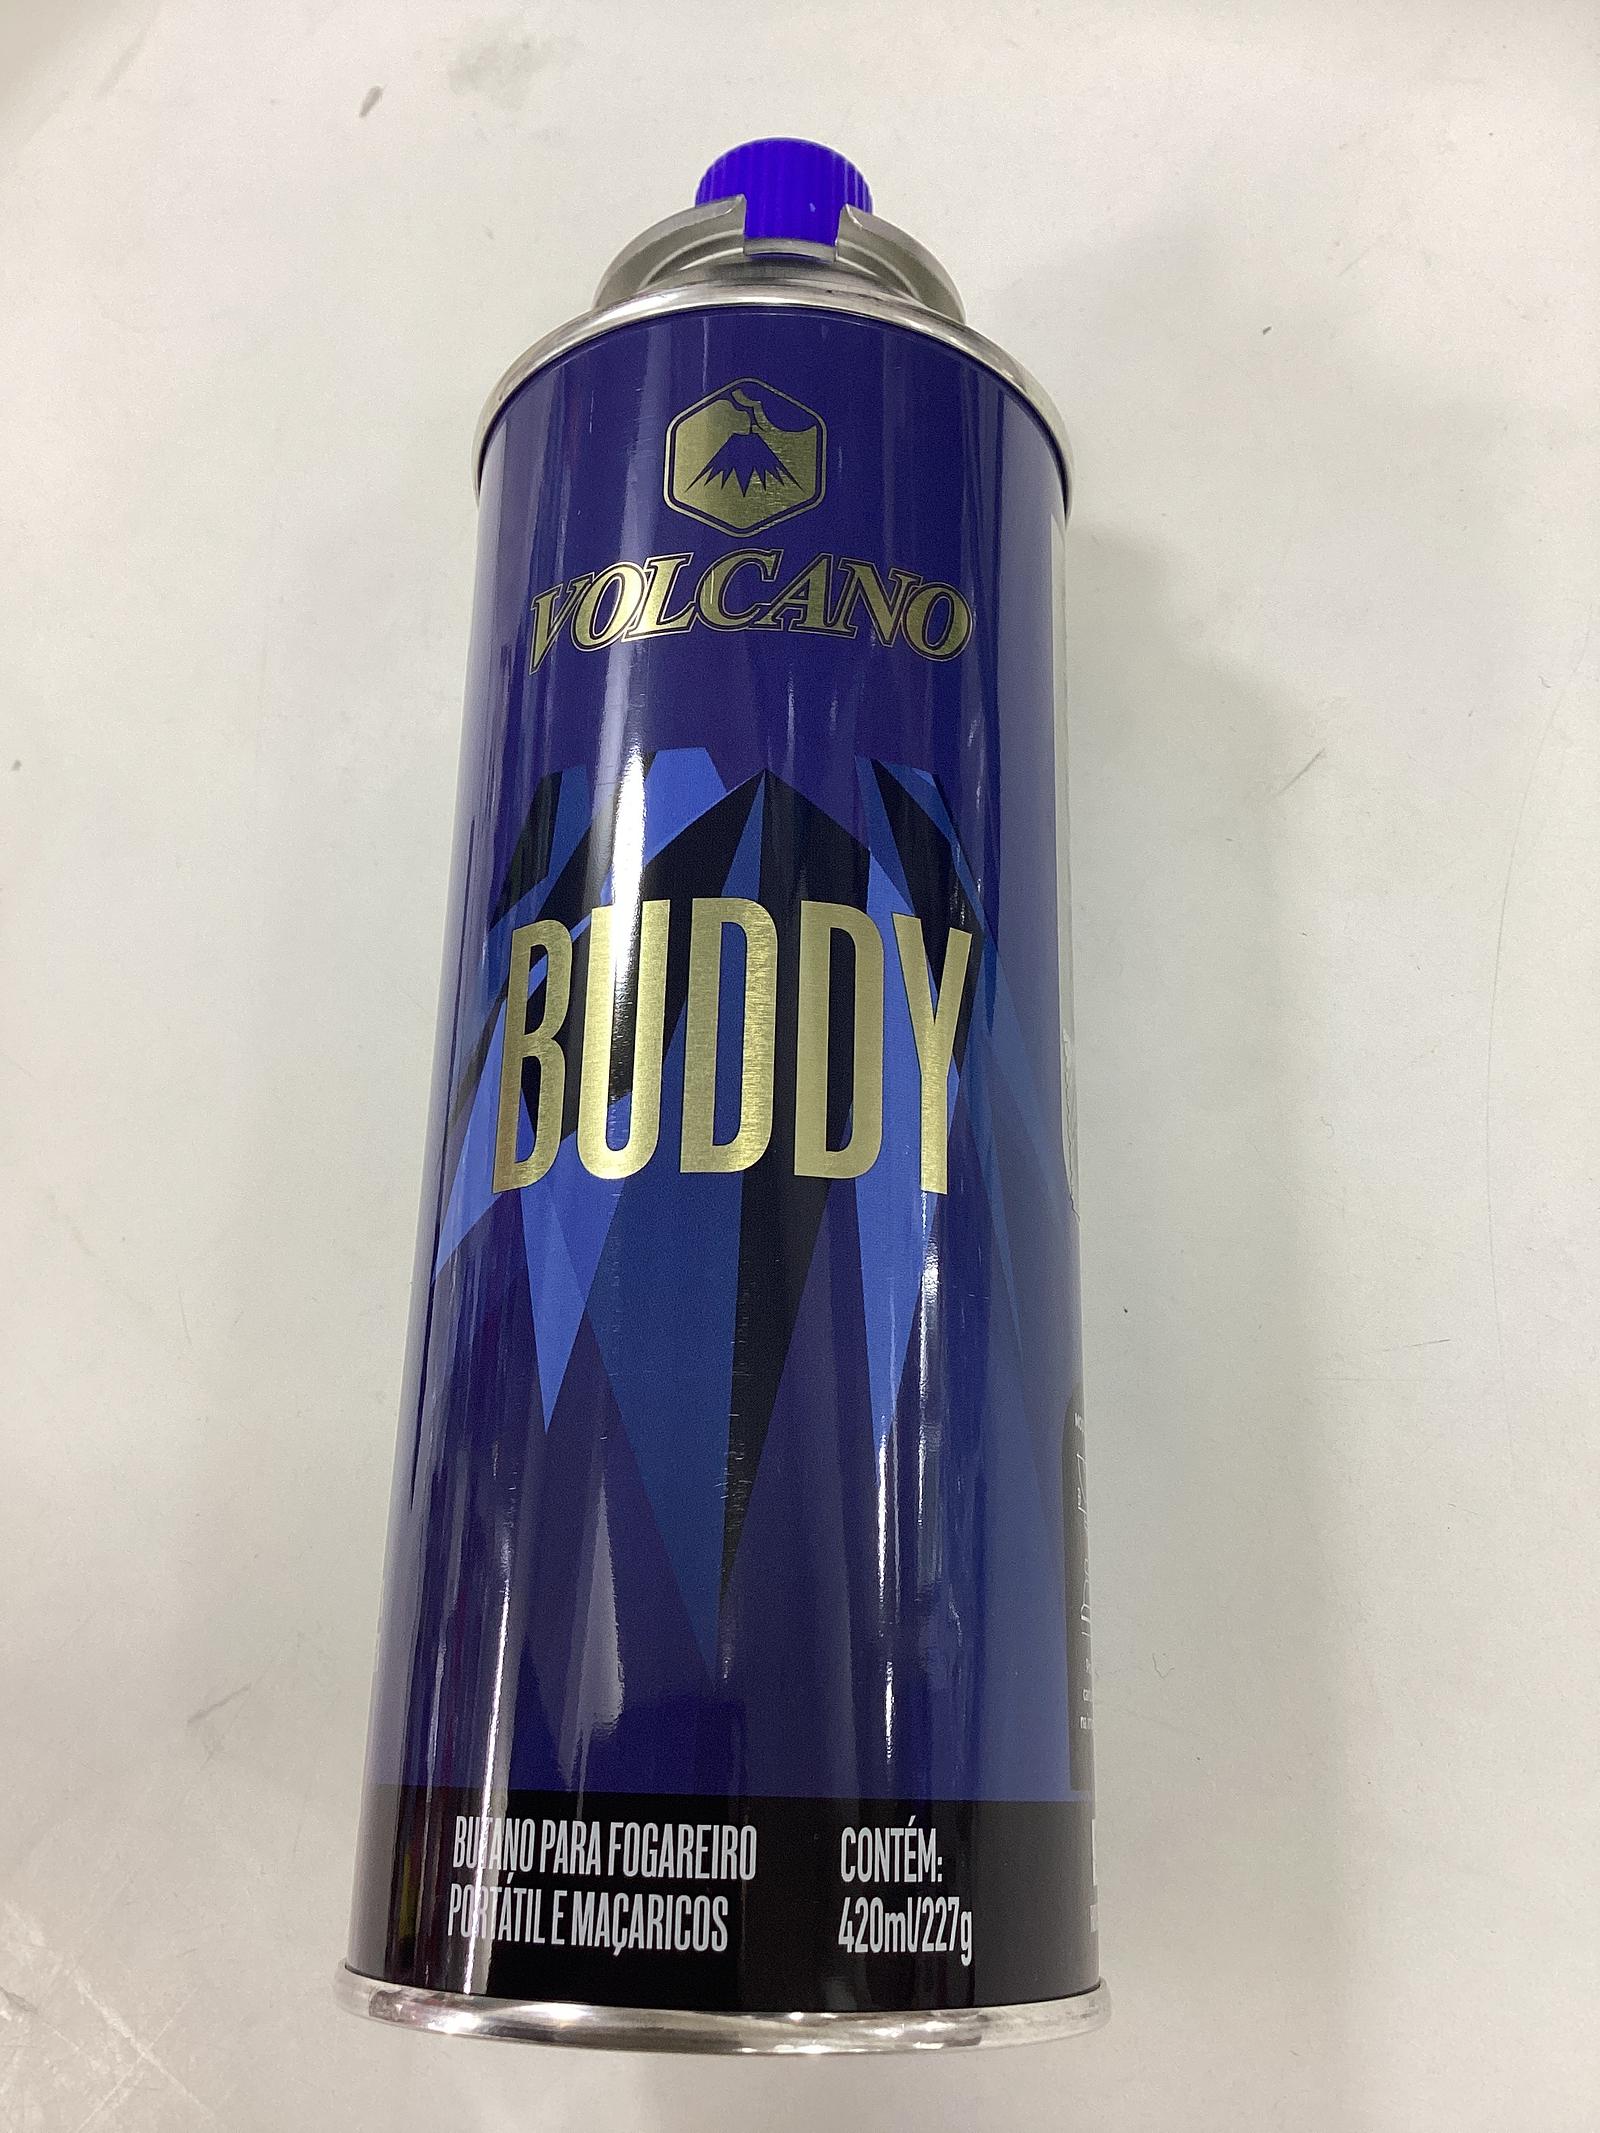 VOLCANO
BUDDY
BUTANO PARA FOGAREIRO
PORTÁTIL E MAÇARICOS
CONTÉM:
420ml/227g